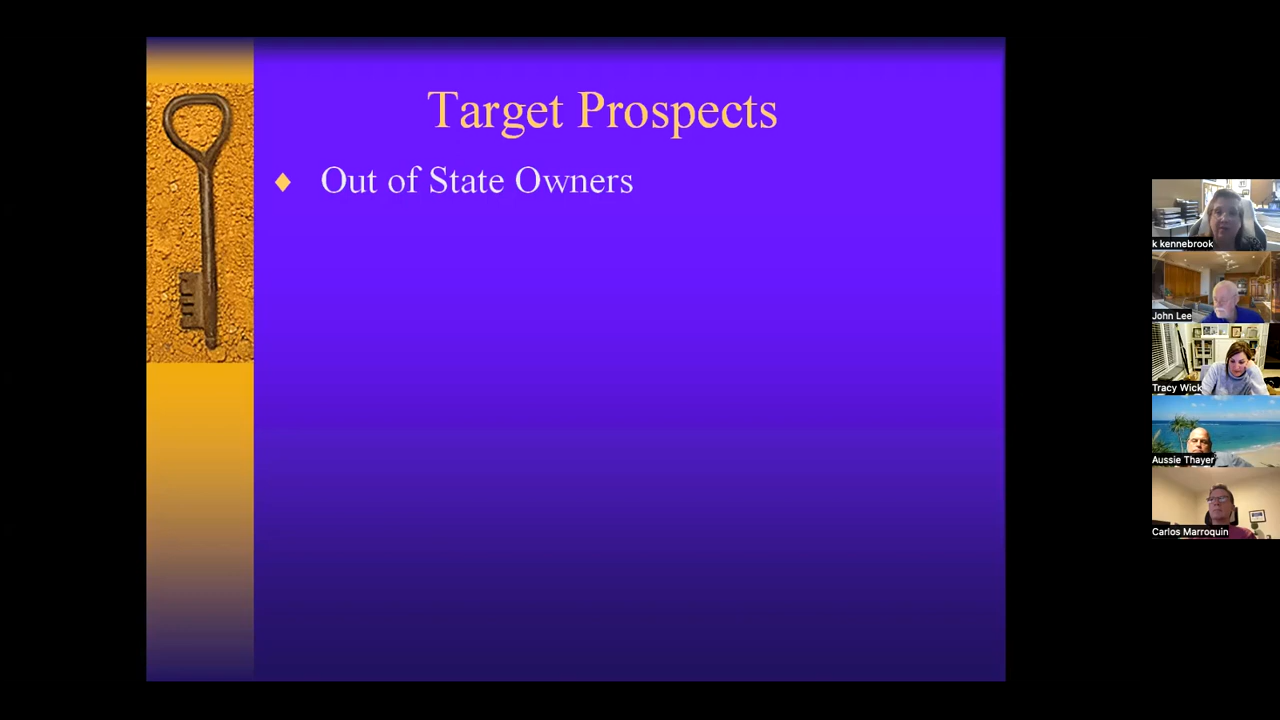 Target Prospects
Out of State Owners
k kennebrook
John Lee
Tracy Wick
Aussie Thayer
Carlos Marroquin